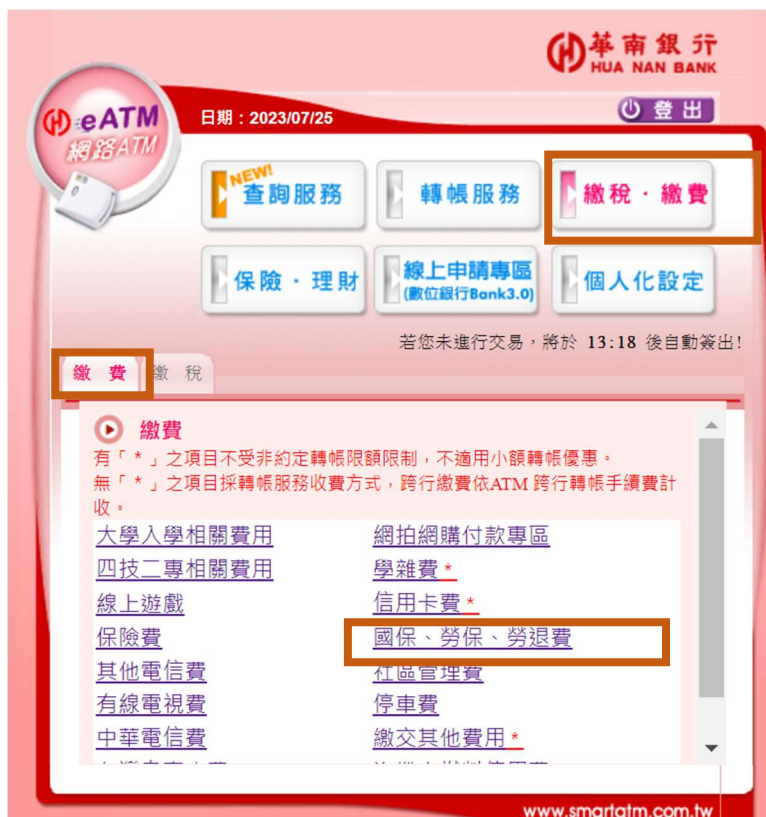 華南銀行
HUA NAN BANK
eATM
網路ATM
日期：2023/07/25
登出
NEW!
查詢服務
轉帳服務
繳稅．繳費
保險．理財
線上申請專區
(數位銀行Bank3.0)
個人化設定
若您未進行交易，將於 13:18 後自動簽出!
繳 費
繳 稅
繳費
有「*」之項目不受非約定轉帳限額限制，不適用小額轉帳優惠。
無「*」之項目採轉帳服務收費方式，跨行繳費依ATM 跨行轉帳手續費計
收。
大學入學相關費用
網拍網購付款專區
四技二專相關費用
學雜費 *
線上遊戲
信用卡費 *
保險費
國保、勞保、勞退費
其他電信費
社區管理費
有線電視費
停車費
中華電信費
繳交其他費用 *
www.smartatm.com.tw